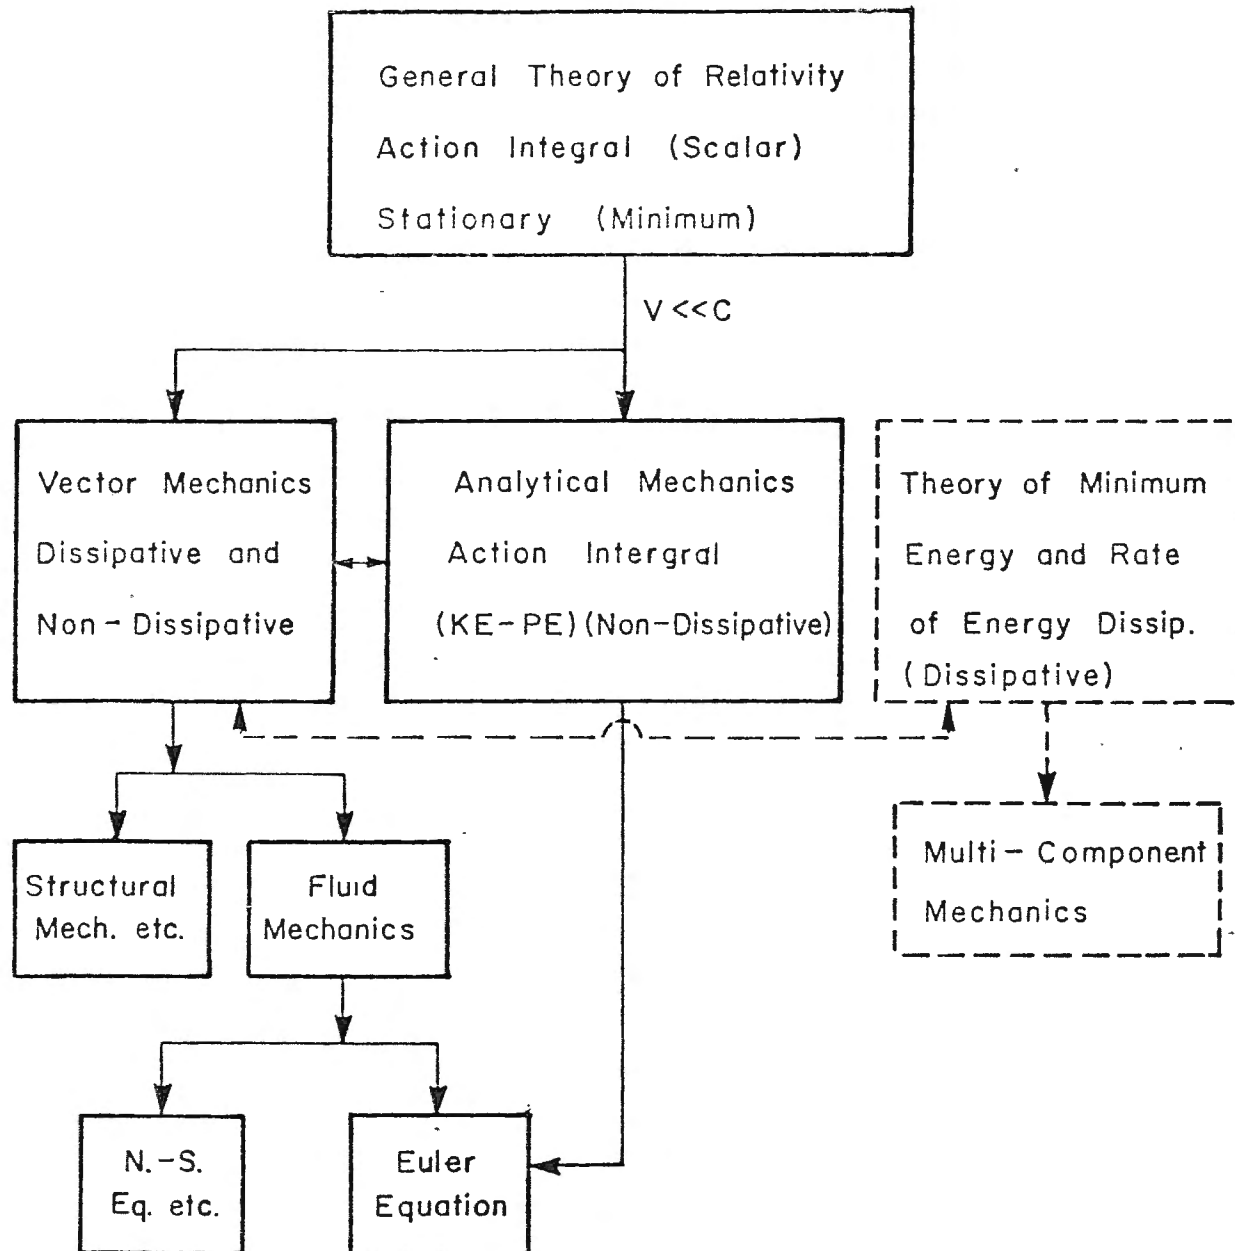 General Theory of Relativity
Action Integral (Scalar)
Stationary (Minimum)
V<<C
Vector Mechanics
Dissipative and
Non-Dissipative
Analytical Mechanics
Action Intergral
(KE-PE)(Non-Dissipative)
Theory of Minimum
Energy and Rate
of Energy Dissip.
(Dissipative)
Structural
Mech. etc.
Fluid
Mechanics
Multi-Component
Mechanics
N.-S.
Eq. etc.
Euler
Equation